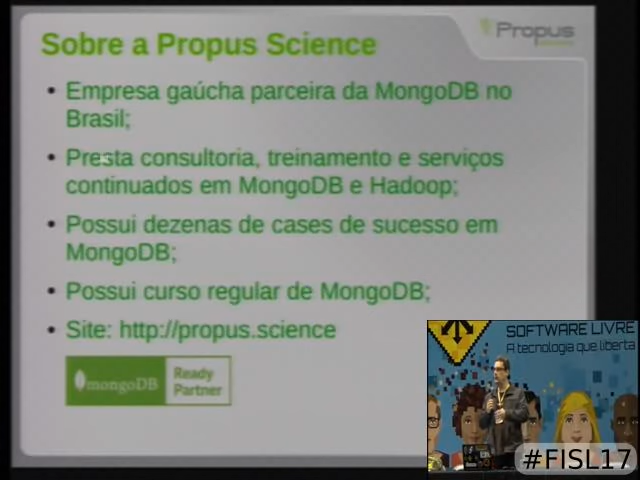 Sobre a Propus Science
Propus
• Empresa gaúcha parceira da MongoDB no
Brasil;
• Presta consultoria, treinamento e serviços
continuados em MongoDB e Hadoop;
• Possui dezenas de cases de sucesso em
MongoDB;
• Possui curso regular de MongoDB;
• Site: http://propus.science
mongoDB
Ready
Partner
SOFTWARE LIVRE
A tecnologia que liberta
#FISL17